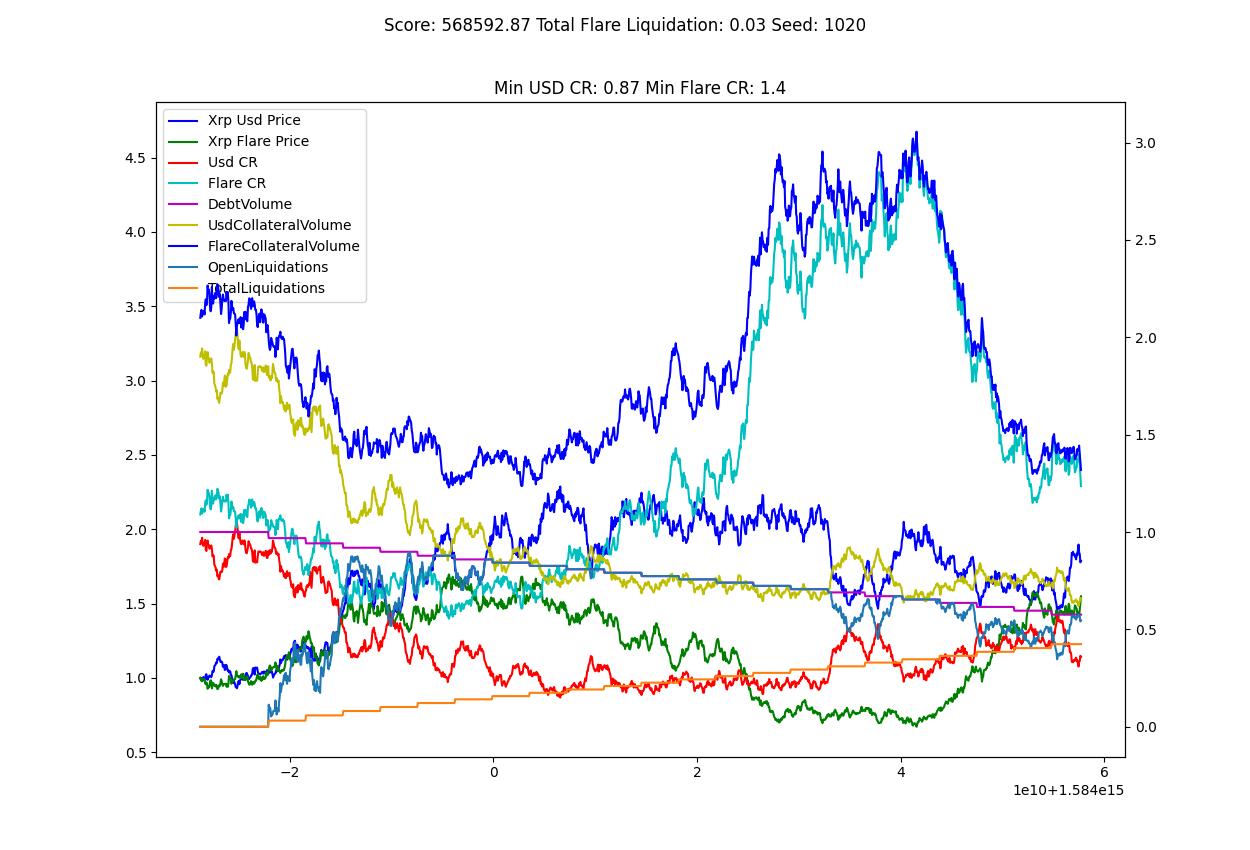 Score: 568592.87 Total Flare Liquidation: 0.03 Seed: 1020
Min USD CR: 0.87 Min Flare CR: 1.4
Xrp Usd Price
Xrp Flare Price
Usd CR
Flare CR
DebtVolume
UsdCollateralVolume
FlareCollateralVolume
OpenLiquidations
TotalLiquidations
4.5
4.0
3.5
3.0
2.5
2.0
1.5
1.0
0.5
3.0
2.5
2.0
1.5
1.0
0.5
0.0
−2
0
2
4
6
1e10+1.584e15